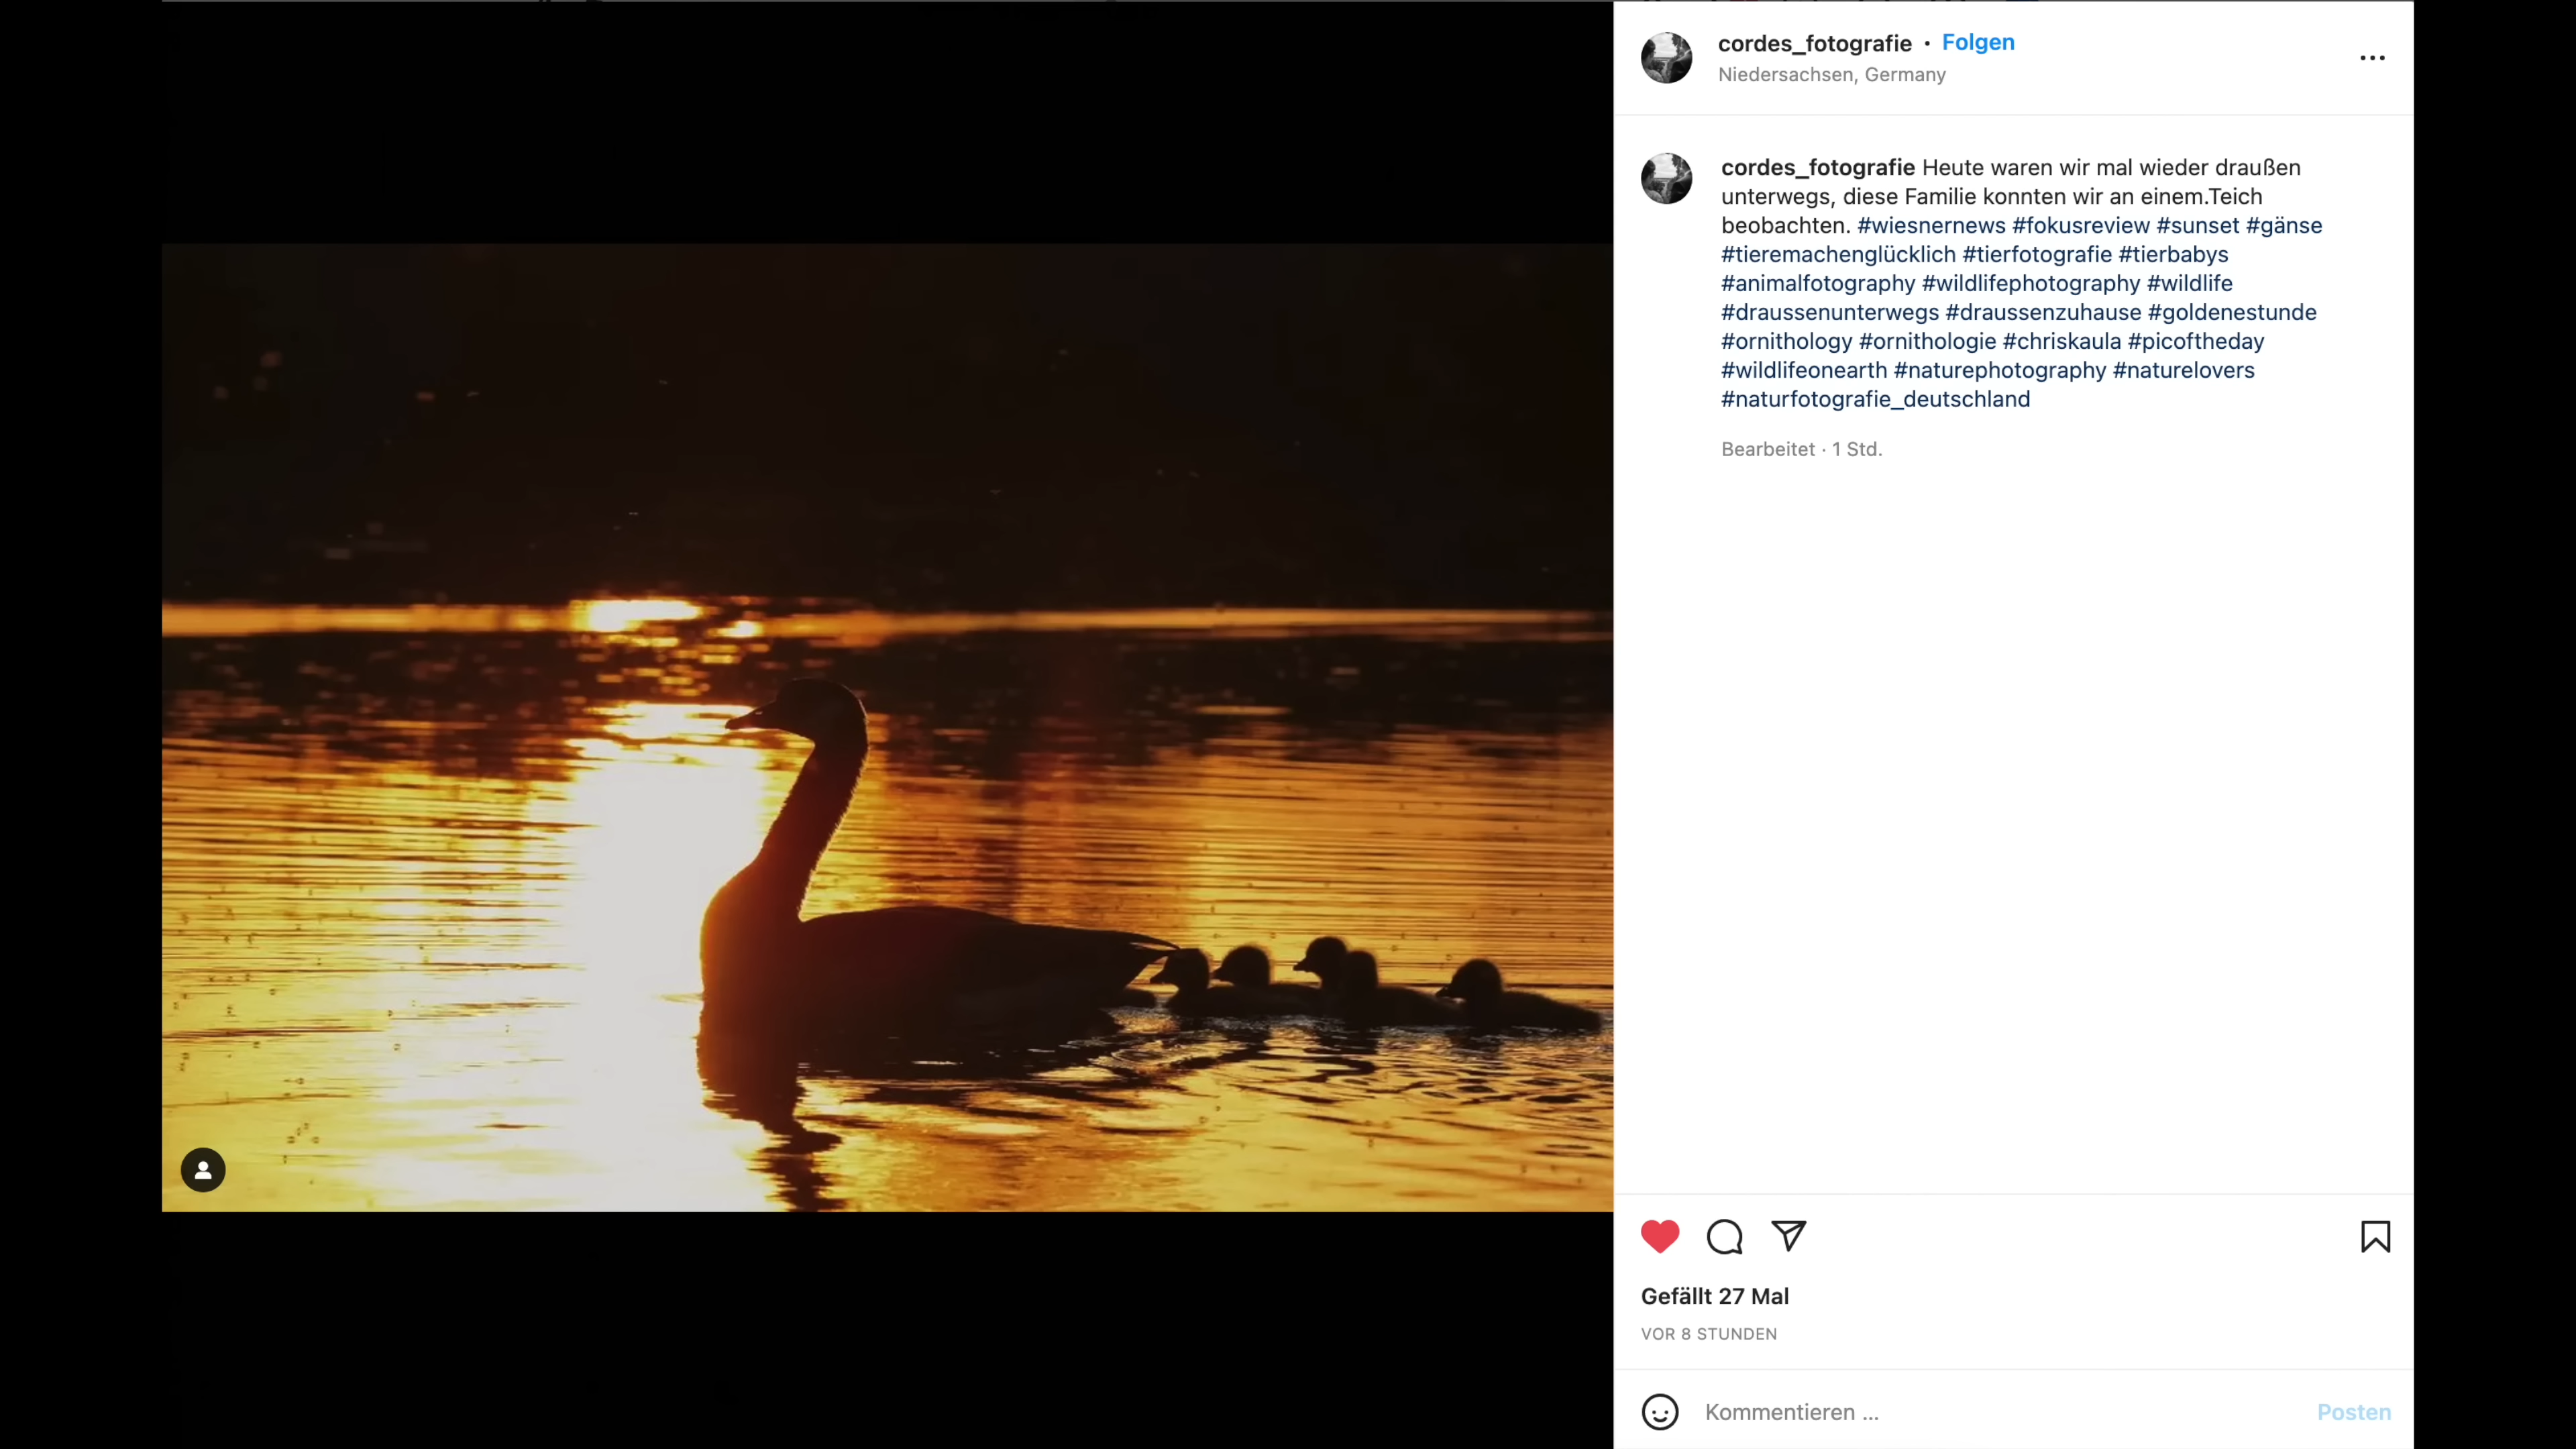 cordes_fotografie • Folgen
Niedersachsen, Germany
cordes_fotografie Heute waren wir mal wieder draußen
unterwegs, diese Familie konnten wir an einem.Teich
beobachten. #wiesnernews #fokusreview #sunset #gänse
#tieremachenglücklich #tierfotografie #tierbabys
#animalfotography #wildlifephotography #wildlife
#draussenunterwegs #draussenzuhause #goldenestunde
#ornithology #ornithologie #chriskaula #picoftheday
#wildlifeonearth #naturephotography #naturelovers
#naturfotografie_deutschland
Bearbeitet · 1 Std.
Gefällt 27 Mal
VOR 8 STUNDEN
Kommentieren ...
Posten